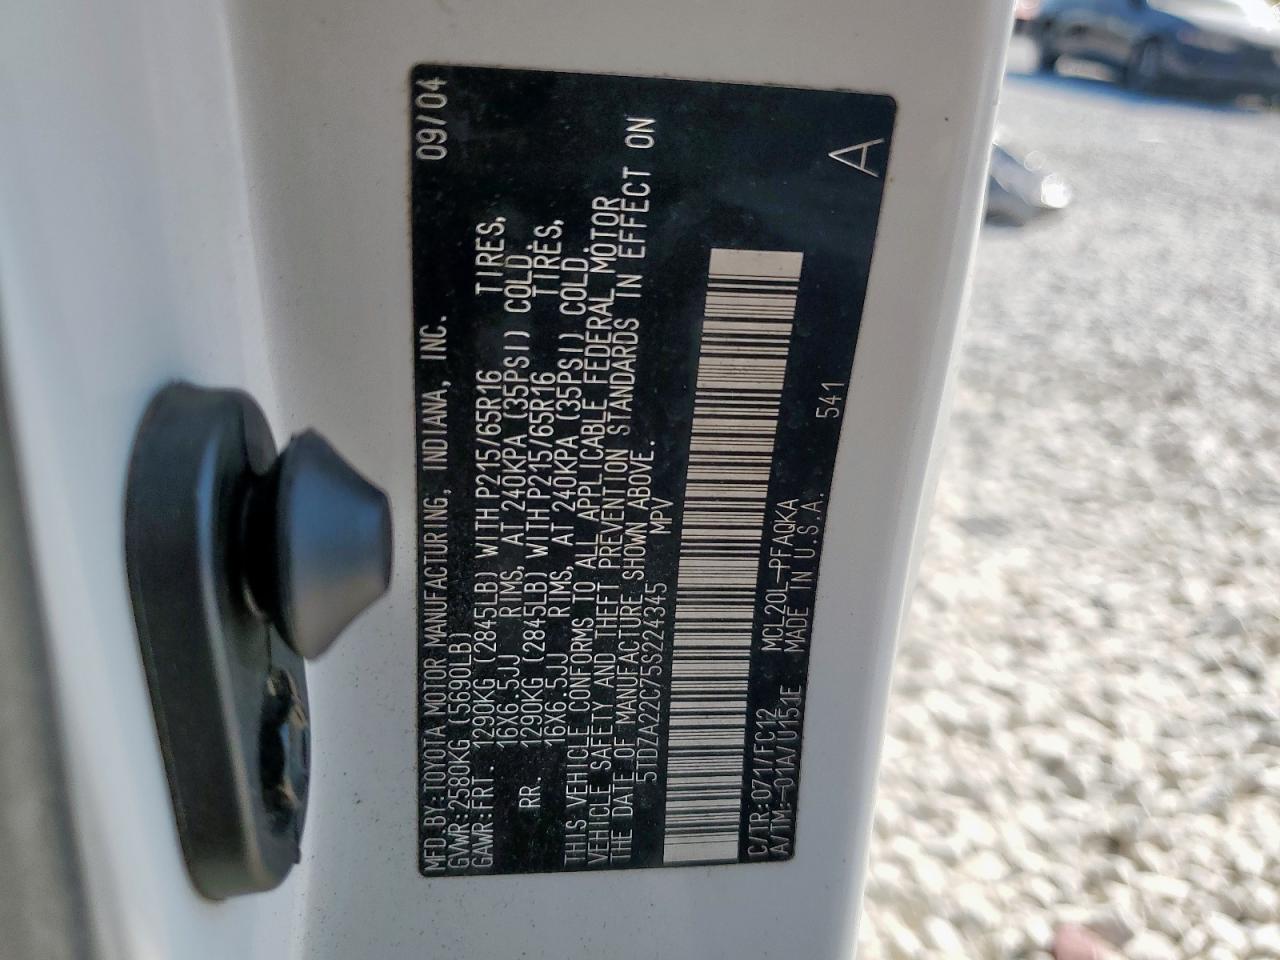 MFD.BY:TOYOTA MOTOR MANUFACTURING, INDIANA, INC. 09/04
GVWR:2580KG(5690LB)
GAWR:FRT. 1290KG (2845LB) WITH P215/65R16 TIRES,
16X6.5JJ RIMS, AT 240KPA (35PSI) COLD.
RR. 1290KG (2845LB) WITH P215/65R16 TIRES,
16X6.5JJ RIMS, AT 240KPA (35PSI) COLD.
THIS VEHICLE CONFORMS TO ALL APPLICABLE FEDERAL MOTOR
VEHICLE SAFETY AND THEFT PREVENTION STANDARDS IN EFFECT ON
THE DATE OF MANUFACTURE SHOWN ABOVE.
5TDZA22C75S224345 MPV
C/TR:071/FC12 MCL20L-PFAQKA 541
A/TM:-01A/U151E MADE IN U.S.A.
A